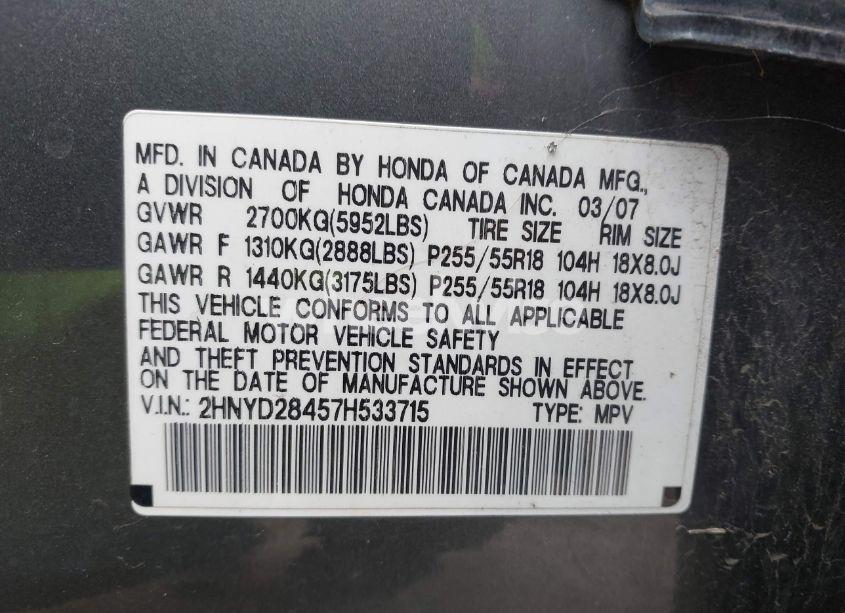 MFD. IN CANADA BY HONDA OF CANADA MFG.,
A DIVISION OF HONDA CANADA INC. 03/07
GVWR 2700KG(5952LBS) TIRE SIZE RIM SIZE
GAWR F 1310KG(2888LBS) P255/55R18 104H 18X8.0J
GAWR R 1440KG(3175LBS) P255/55R18 104H 18X8.0J
THIS VEHICLE CONFORMS TO ALL APPLICABLE
FEDERAL MOTOR VEHICLE SAFETY
AND THEFT PREVENTION STANDARDS IN EFFECT
ON THE DATE OF MANUFACTURE SHOWN ABOVE.
V.I.N.: 2HNYD28457H533715 TYPE: MPV